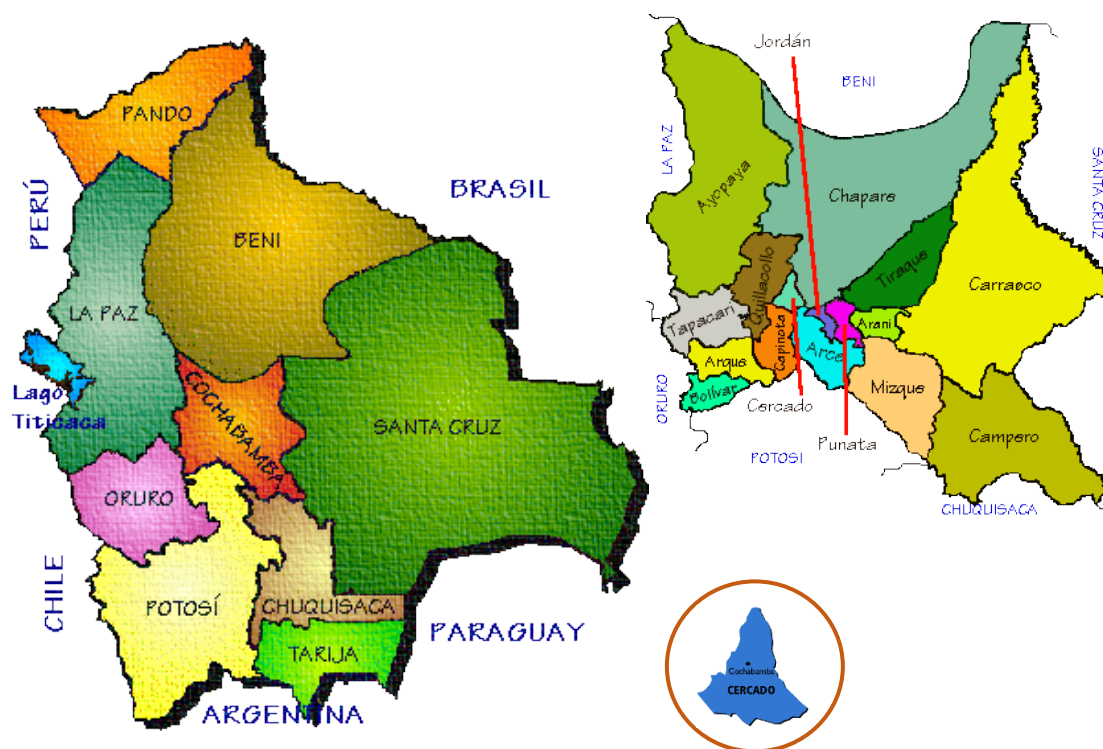 PANDO
PERÚ
BRASIL
BENI
LA PAZ
Lago
Titicaca
COCHABAMBA
SANTA CRUZ
ORURO
CHILE
POTOSÍ
CHUQUISACA
PARAGUAY
TARIJA
ARGENTINA
Jordán
BENI
LA PAZ
SANTA CRUZ
Ayopaya
Chapare
Tiraque
Carrasco
Quillacollo
Tapacarí
Arani
Capinota
Arce
Arque
Mizque
Bolívar
ORURO
Cercado
Punata
Campero
POTOSI
CHUQUISACA
Cochabamba
CERCADO